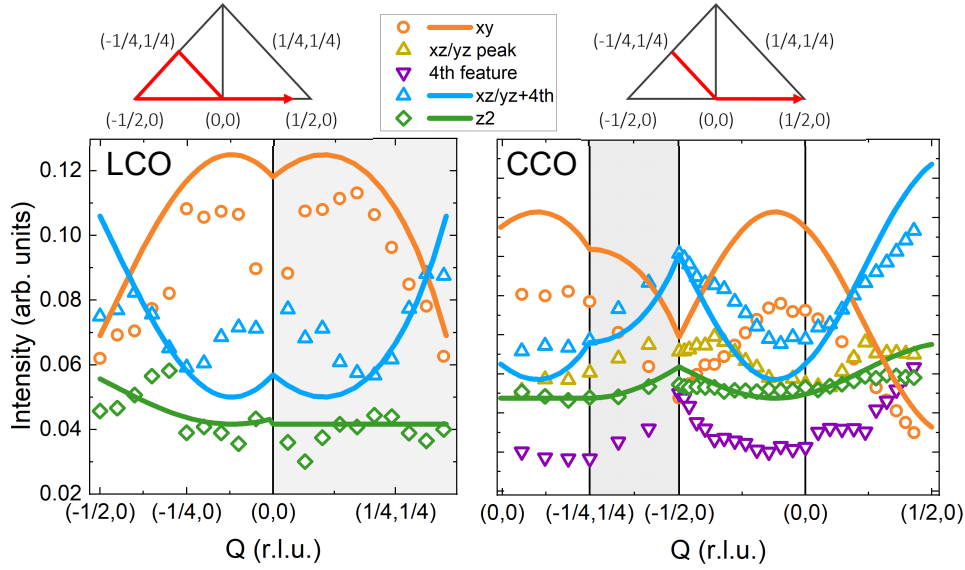 (-1/4,1/4)
(1/4,1/4)
(-1/2,0)
(0,0)
(1/2,0)
xy
xz/yz peak
4th feature
xz/yz+4th
z2
(-1/4,1/4)
(1/4,1/4)
(-1/2,0)
(0,0)
(1/2,0)
LCO
CCO
Intensity (arb. units)
0.12
0.10
0.08
0.06
0.04
0.02
(-1/2,0)
(-1/4,0)
(0,0)
(1/4,1/4)
Q (r.l.u.)
(0,0)
(-1/4,1/4)
(-1/2,0)
(0,0)
(1/2,0)
Q (r.l.u.)